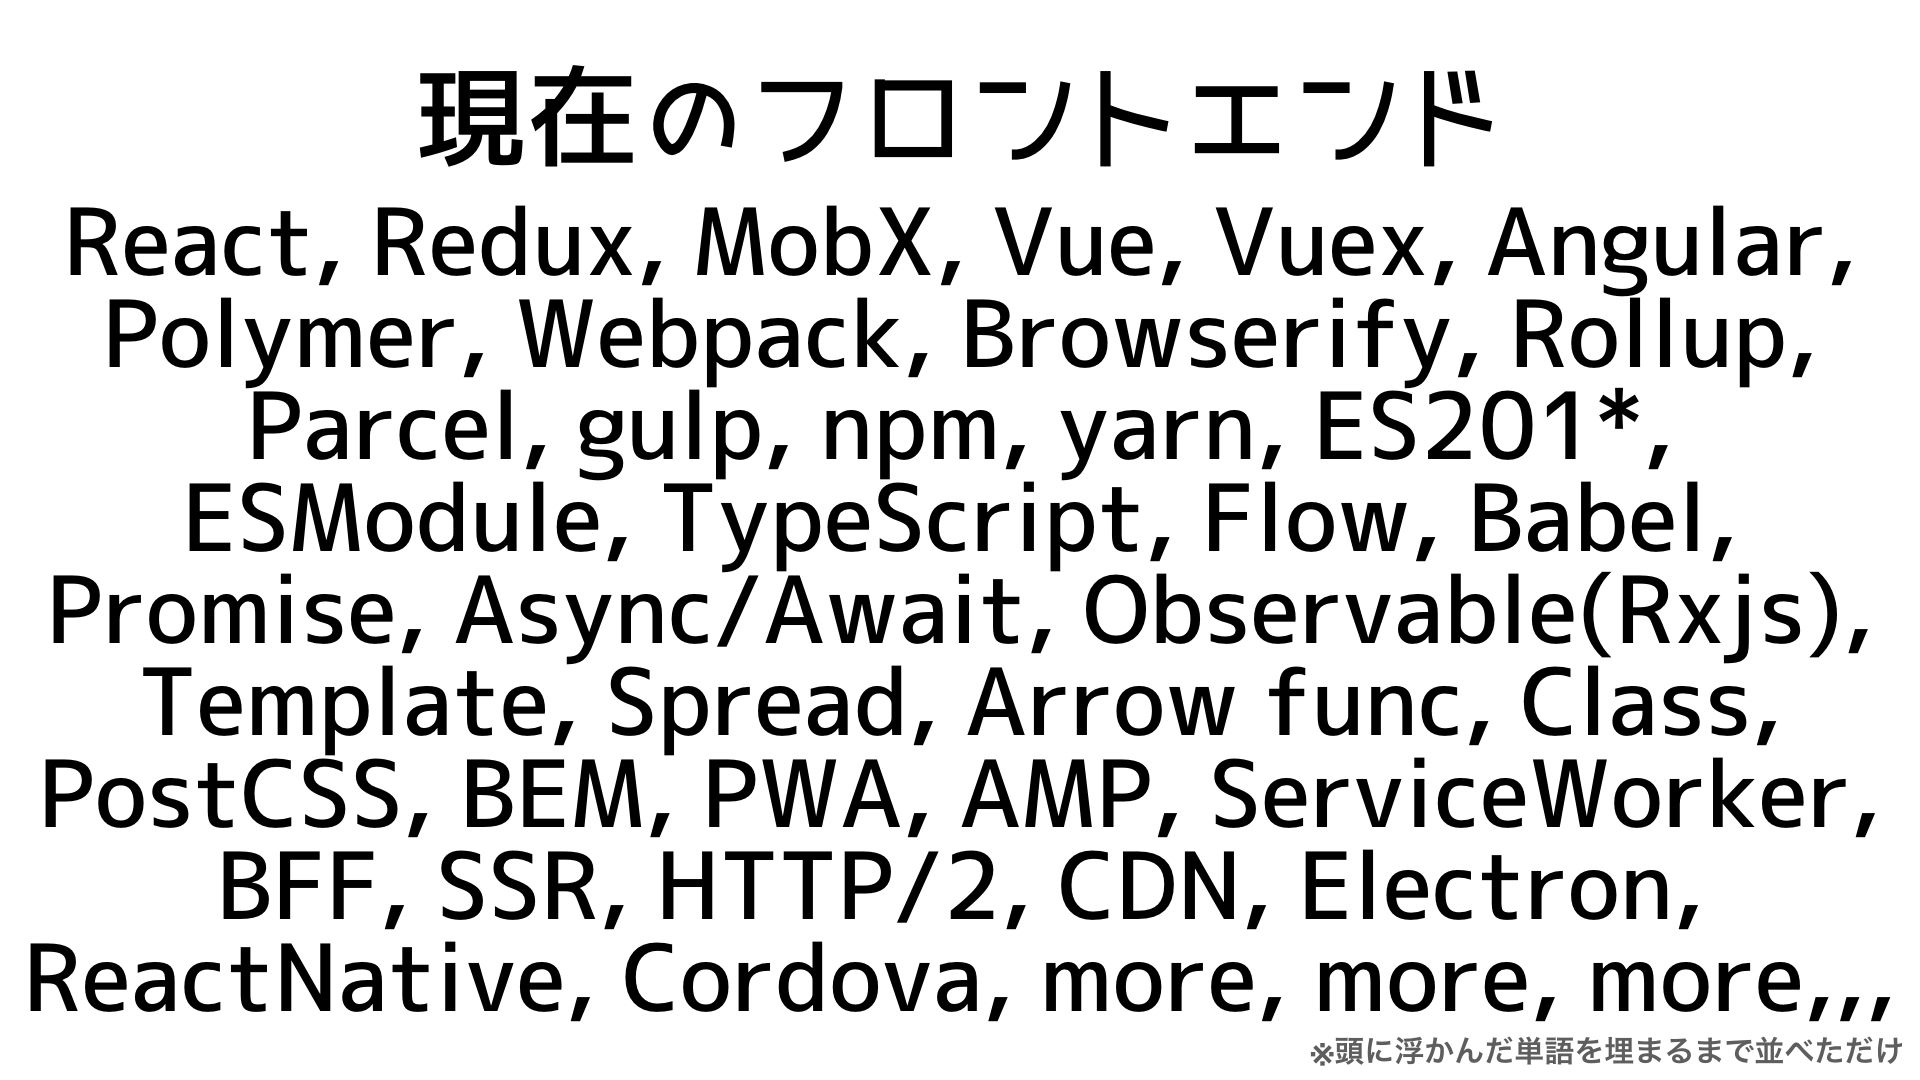 現在のフロントエンド
React, Redux, MobX, Vue, Vuex, Angular,
Polymer, Webpack, Browserify, Rollup,
Parcel, gulp, npm, yarn, ES201*,
ESModule, TypeScript, Flow, Babel,
Promise, Async/Await, Observable(Rxjs),
Template, Spread, Arrow func, Class,
PostCSS, BEM, PWA, AMP, ServiceWorker,
BFF, SSR, HTTP/2, CDN, Electron,
ReactNative, Cordova, more, more, more,,,
※頭に浮かんだ単語を埋まるまで並べただけ